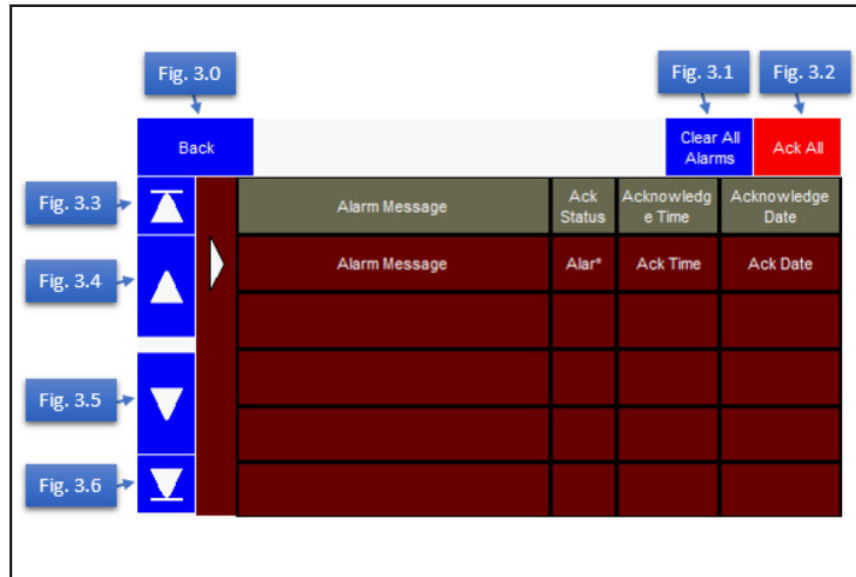 Fig. 3.0
Fig. 3.1
Fig. 3.2
Back
Clear All
Alarms
Ack All
Fig. 3.3
Alarm Message
Ack
Status
Acknowledg
e Time
Acknowledge
Date
Fig. 3.4
Alarm Message
Alar*
Ack Time
Ack Date
Fig. 3.5
Fig. 3.6